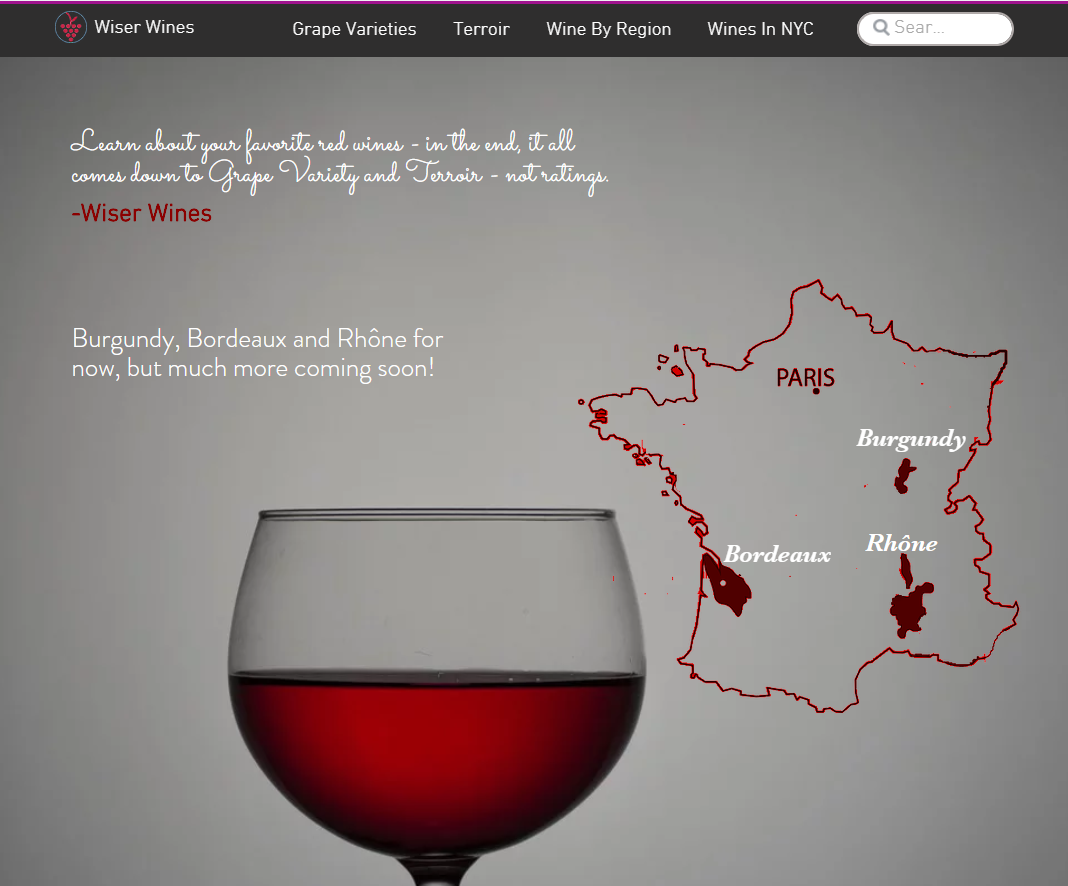 Wiser Wines
Grape Varieties
Terroir
Wine By Region
Wines In NYC
Sear...
Learn about your favorite red wines - in the end, it all
comes down to Grape Variety and Terroir - not ratings.
-Wiser Wines
Burgundy, Bordeaux and Rhône for
now, but much more coming soon!
PARIS
Burgundy
Rhône
Bordeaux